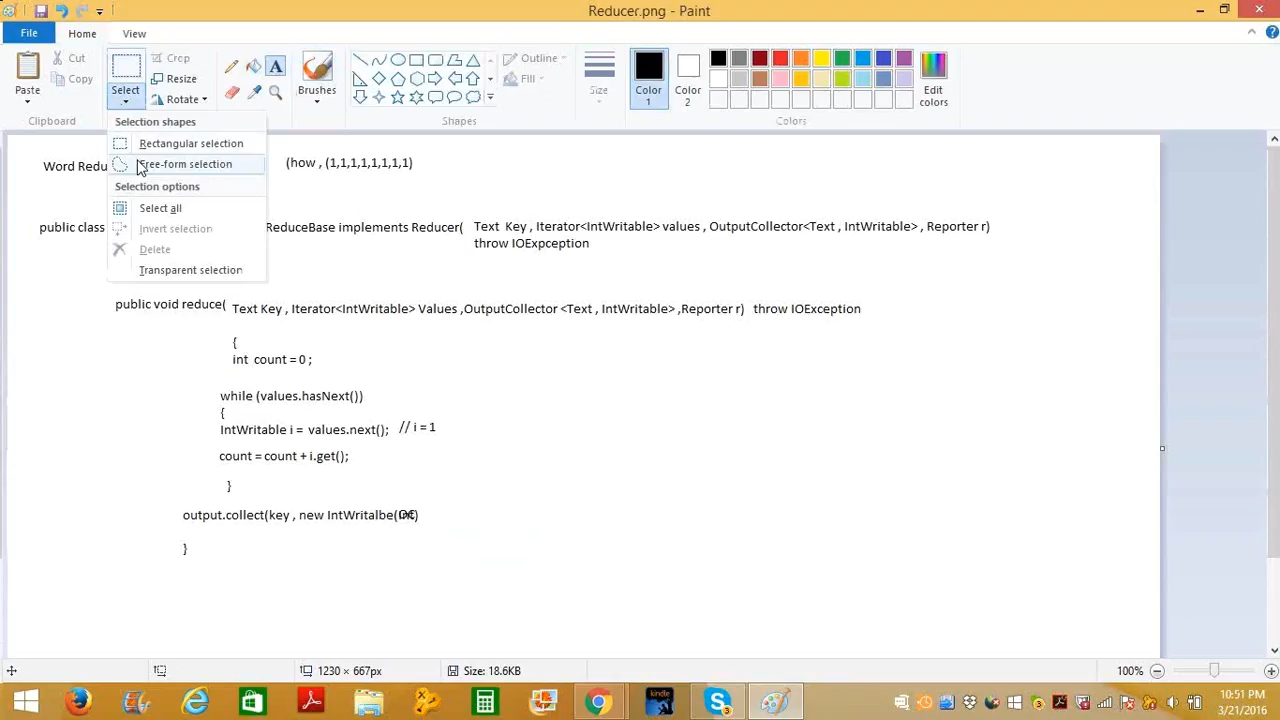 Reducer.png - Paint
File Home View
Paste Cut Copy
Select Crop Resize Rotate
Brushes
Outline Fill
Size Color 1 Color 2 Edit colors
Clipboard Shapes Colors
Selection shapes
Rectangular selection
Free-form selection
Selection options
Select all
Invert selection
Delete
Transparent selection
Word Redu (how , (1,1,1,1,1,1,1,1)
public class ReduceBase implements Reducer( Text Key , Iterator<IntWritable> values , OutputCollector<Text , IntWritable> , Reporter r)
throw IOExpception
public void reduce( Text Key , Iterator<IntWritable> Values ,OutputCollector <Text , IntWritable> ,Reporter r) throw IOException
{
int count = 0 ;
while (values.hasNext())
{
IntWritable i = values.next(); // i = 1
count = count + i.get();
}
output.collect(key , new IntWritalbe(
}
1230 × 667px Size: 18.6KB 100%
kindle
10:51 PM
3/21/2016